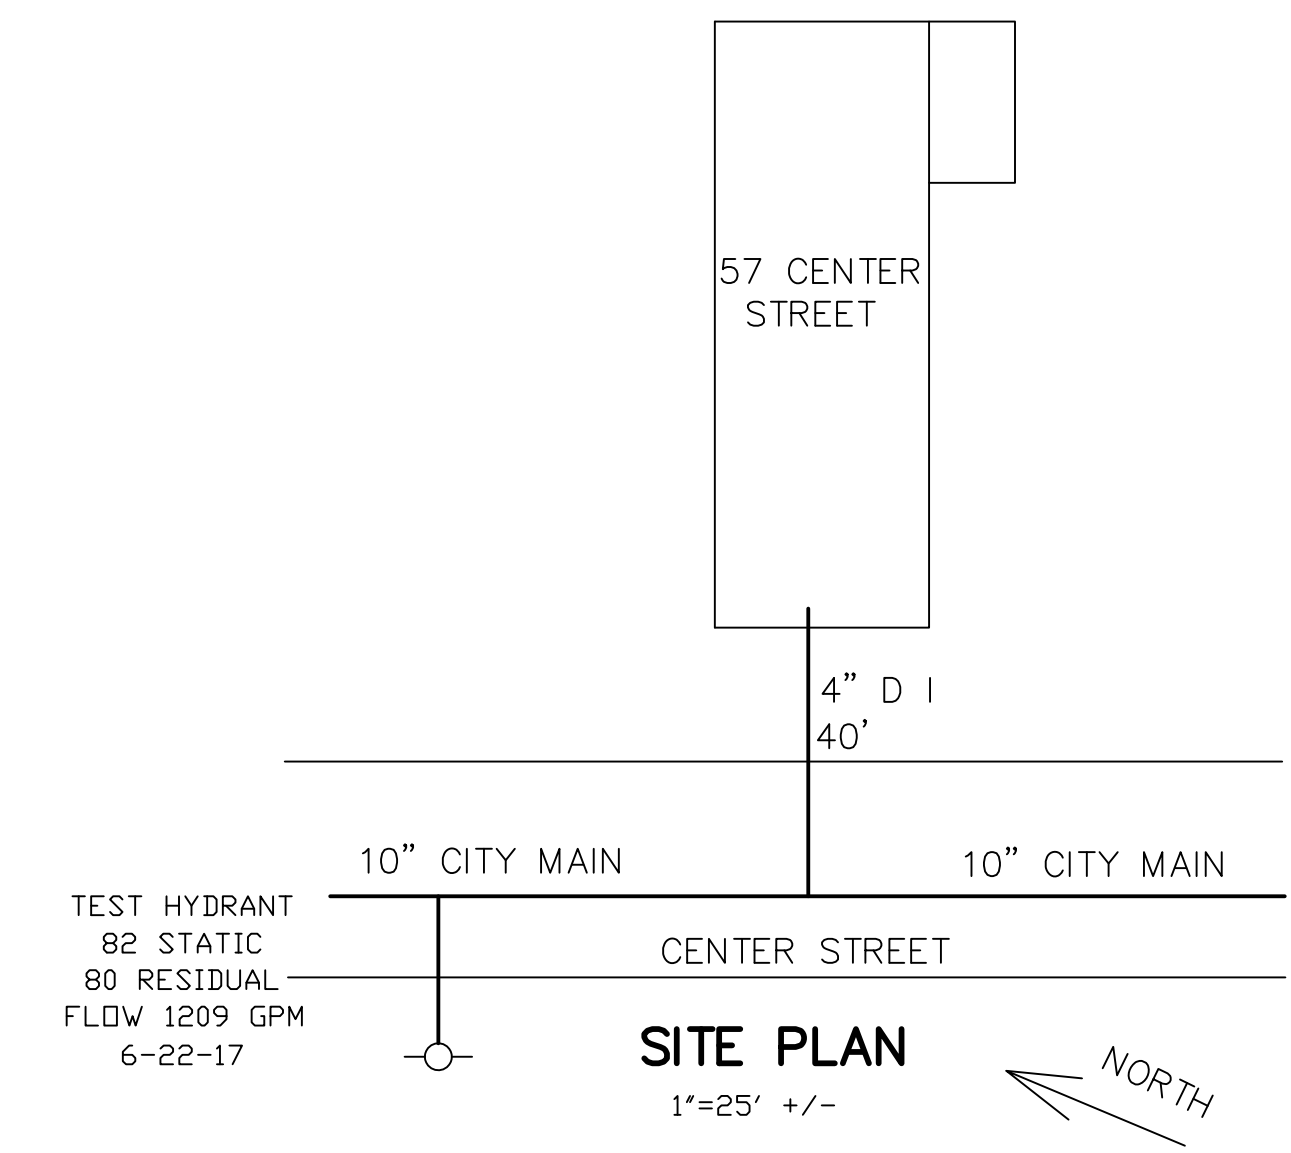 57 CENTER
STREET
4” D I
40’
10” CITY MAIN
10” CITY MAIN
TEST HYDRANT
82 STATIC
80 RESIDUAL
FLOW 1209 GPM
6-22-17
CENTER STREET
SITE PLAN
1"=25' +/-
NORTH